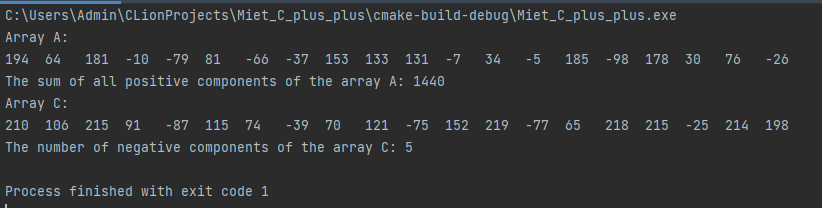 C:\Users\Admin\CLionProjects\Miet_C_plus_plus\cmake-build-debug\Miet_C_plus_plus.exe
Array A:
194 64 181 -10 -79 81 -66 -37 153 133 131 -7 34 -5 185 -98 178 30 76 -26
The sum of all positive components of the array A: 1440
Array C:
210 106 215 91 -87 115 74 -39 70 121 -75 152 219 -77 65 218 215 -25 214 198
The number of negative components of the array C: 5
Process finished with exit code 1